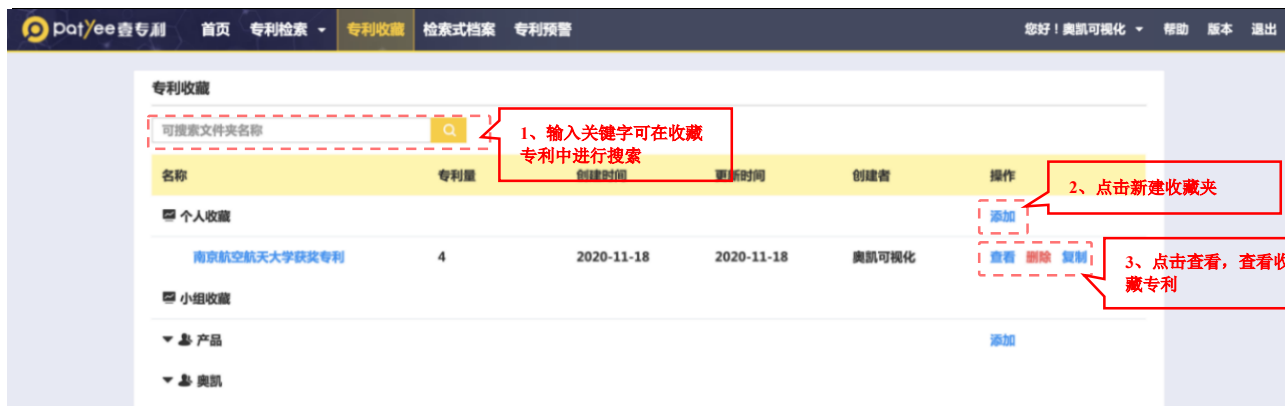 patyee壹专利 首页 专利检索 专利收藏 检索式档案 专利预警 您好！奥凯可视化 帮助 版本 退出
专利收藏
可搜索文件夹名称
1、输入关键字可在收藏
专利中进行搜索
名称 专利量 创建时间 更新时间 创建者 操作
2、点击新建收藏夹
个人收藏 添加
南京航空航天大学获奖专利 4 2020-11-18 2020-11-18 奥凯可视化 查看 删除 复制
3、点击查看，查看收
藏专利
小组收藏
产品 添加
奥凯